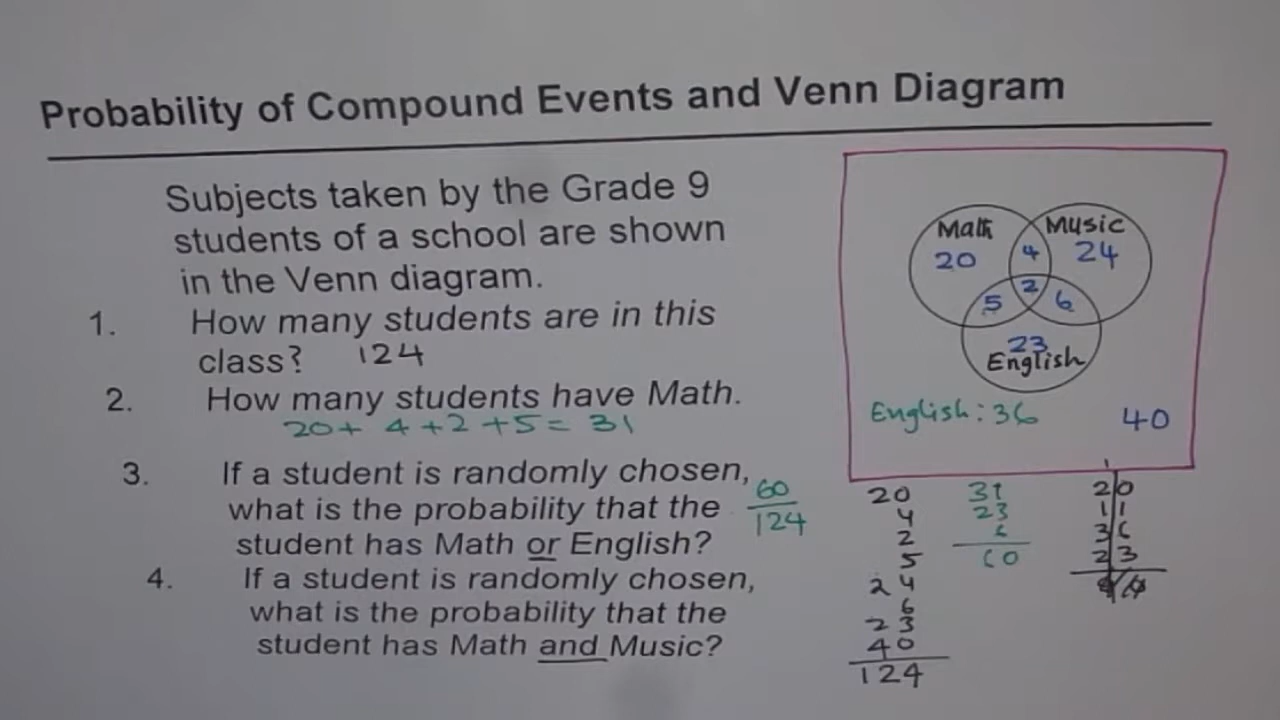 Probability of Compound Events and Venn Diagram
Subjects taken by the Grade 9
students of a school are shown
in the Venn diagram.
1. How many students are in this
class? 124
2. How many students have Math.
20+ 4+2+5= 31
3. If a student is randomly chosen,
what is the probability that the
student has Math or English?
60
124
4. If a student is randomly chosen,
what is the probability that the
student has Math and Music?
Math Music
20 4 24
2
5 6
23
English
English: 36 40
20
4
2
5
24
6
23
40
124
31
23
6
60
1
20
11
36
23